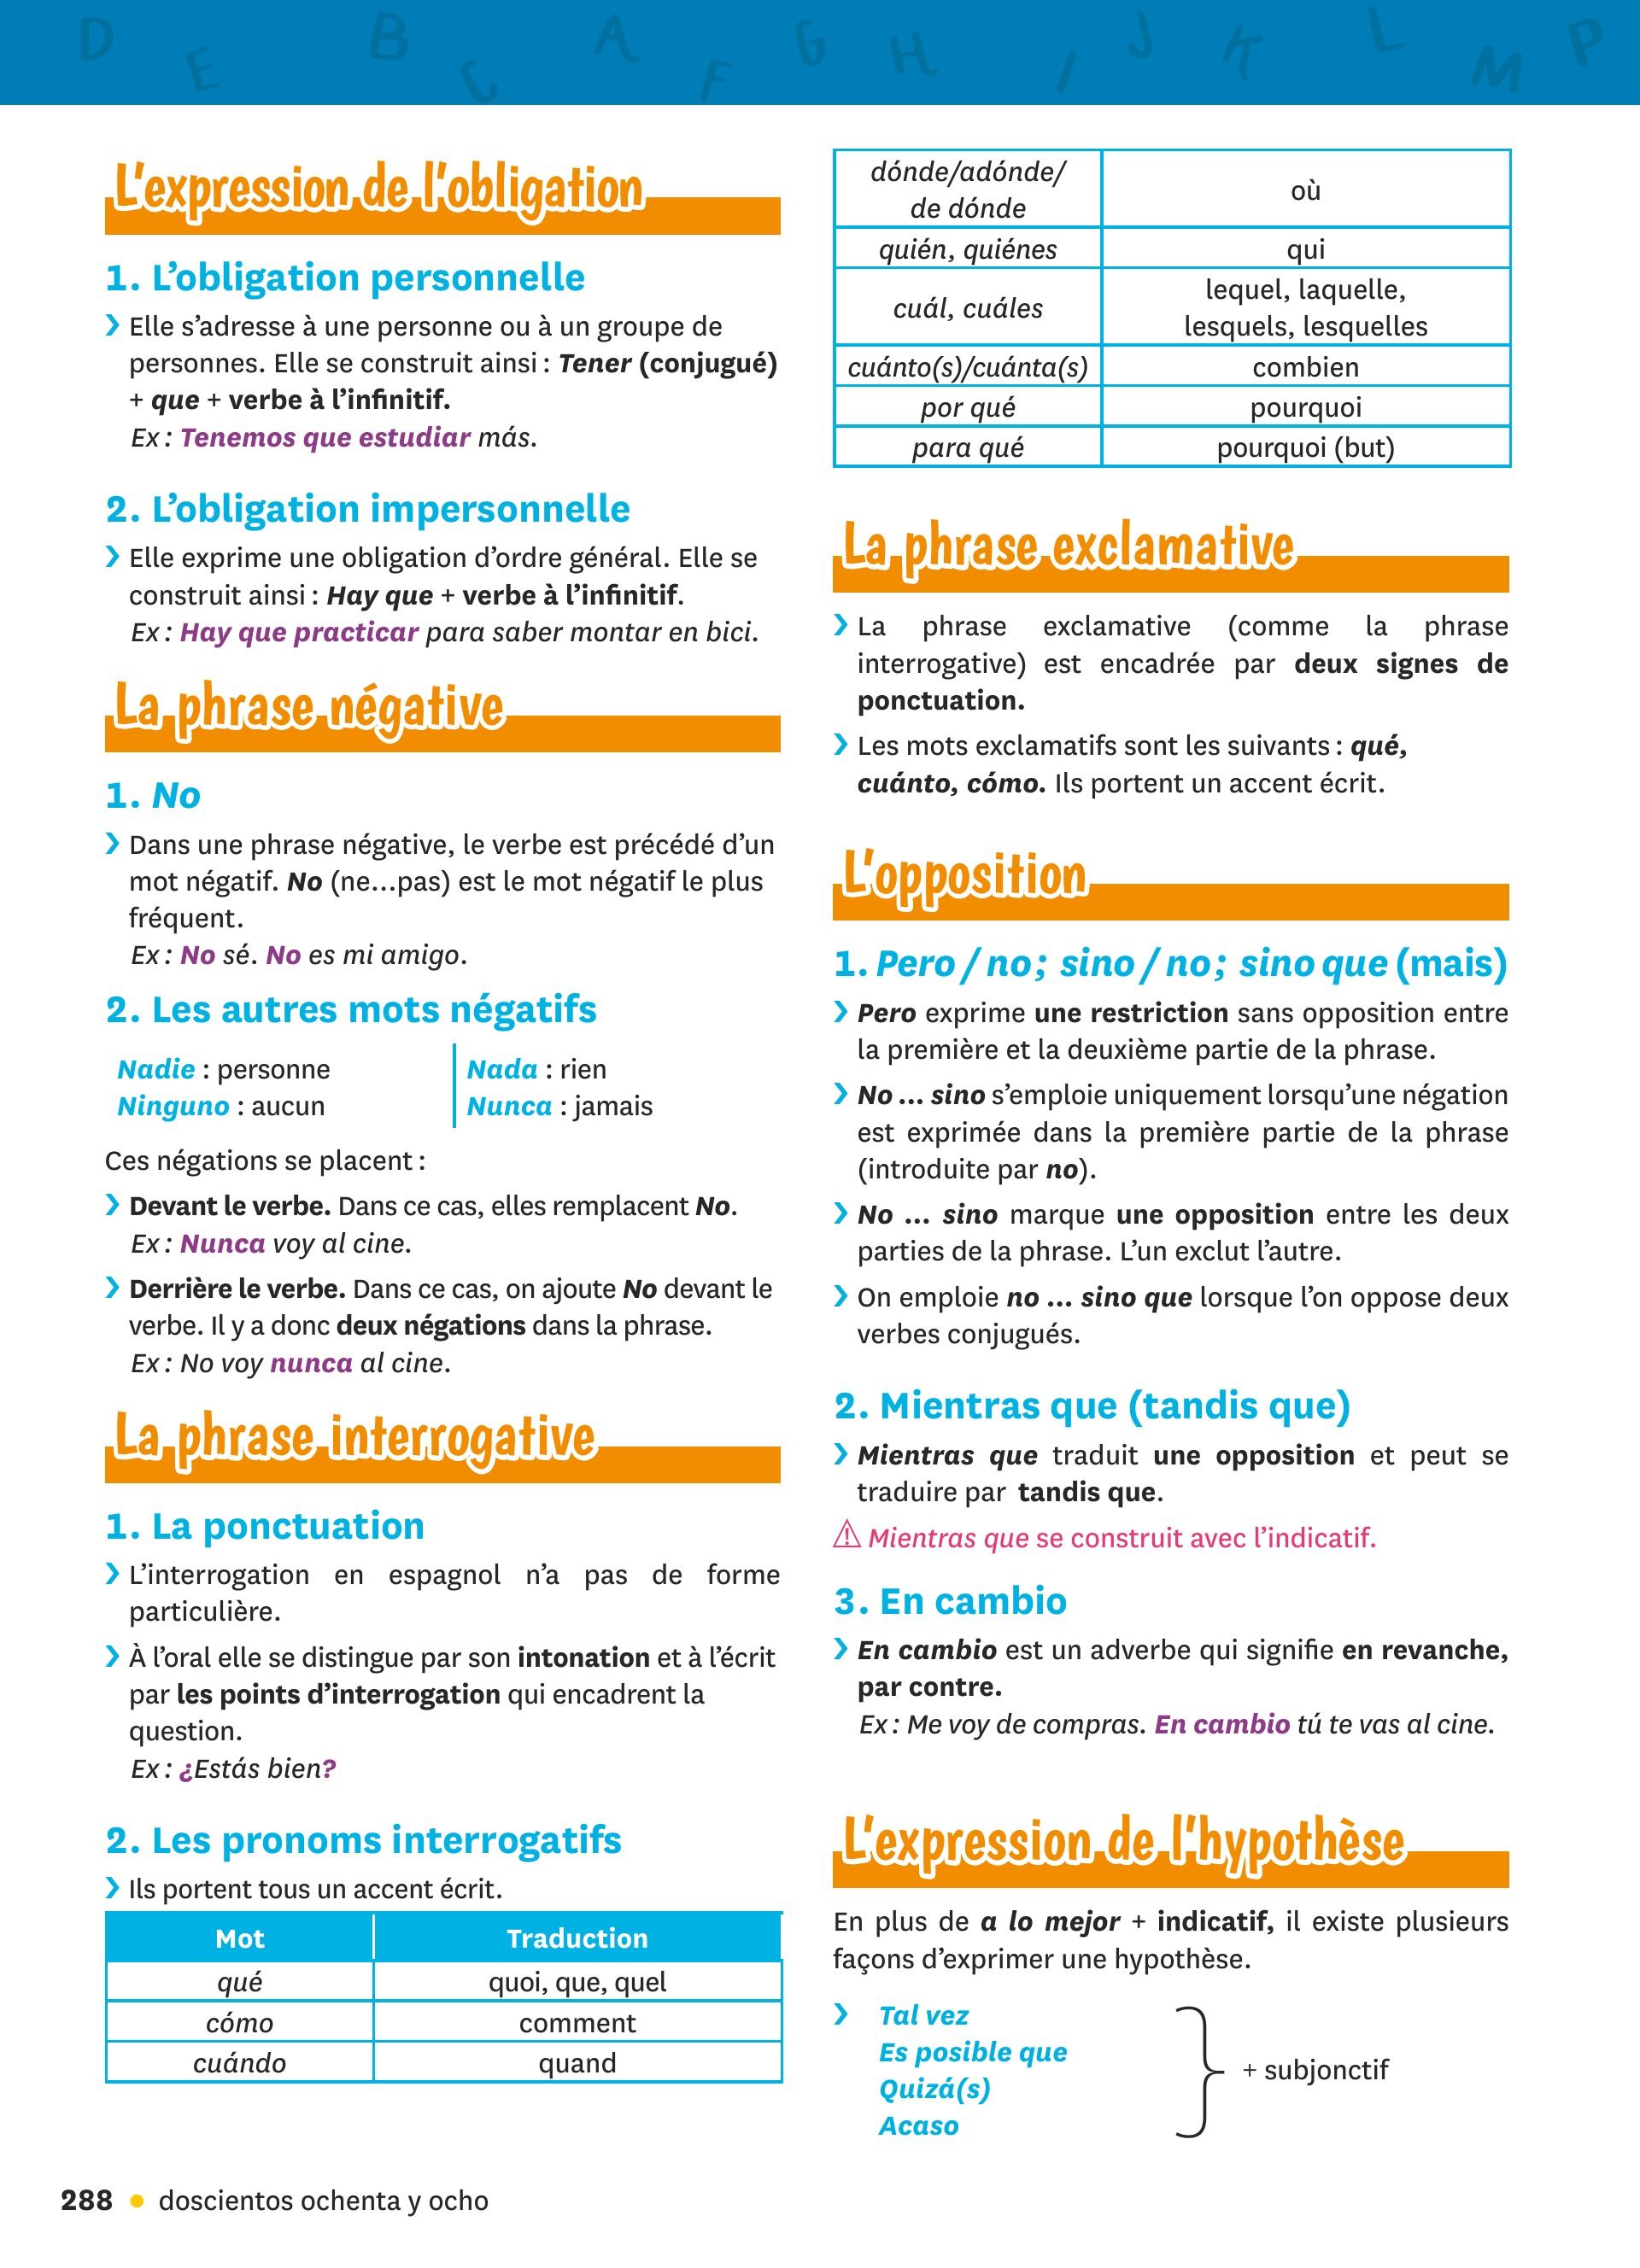 D E B C A F G H I J K L M P
L'expression de l'obligation
1. L'obligation personnelle
❯ Elle s'adresse à une personne ou à un groupe de
personnes. Elle se construit ainsi : Tener (conjugué)
+ que + verbe à l'infinitif.
Ex : Tenemos que estudiar más.
2. L'obligation impersonnelle
❯ Elle exprime une obligation d'ordre général. Elle se
construit ainsi : Hay que + verbe à l'infinitif.
Ex : Hay que practicar para saber montar en bici.
La phrase négative
1. No
❯ Dans une phrase négative, le verbe est précédé d'un
mot négatif. No (ne...pas) est le mot négatif le plus
fréquent.
Ex : No sé. No es mi amigo.
2. Les autres mots négatifs
Nadie : personne
Ninguno : aucun
Nada : rien
Nunca : jamais
Ces négations se placent :
❯ Devant le verbe. Dans ce cas, elles remplacent No.
Ex : Nunca voy al cine.
❯ Derrière le verbe. Dans ce cas, on ajoute No devant le
verbe. Il y a donc deux négations dans la phrase.
Ex : No voy nunca al cine.
La phrase interrogative
1. La ponctuation
❯ L'interrogation en espagnol n'a pas de forme
particulière.
❯ À l'oral elle se distingue par son intonation et à l'écrit
par les points d'interrogation qui encadrent la
question.
Ex : ¿Estás bien?
2. Les pronoms interrogatifs
❯ Ils portent tous un accent écrit.
Mot Traduction
qué quoi, que, quel
cómo comment
cuándo quand
dónde/adónde/
de dónde
où
quién, quiénes qui
cuál, cuáles
lequel, laquelle,
lesquels, lesquelles
cuánto(s)/cuánta(s) combien
por qué pourquoi
para qué pourquoi (but)
La phrase exclamative
❯ La phrase exclamative (comme la phrase
interrogative) est encadrée par deux signes de
ponctuation.
❯ Les mots exclamatifs sont les suivants : qué,
cuánto, cómo. Ils portent un accent écrit.
L'opposition
1. Pero / no ; sino / no ; sino que (mais)
❯ Pero exprime une restriction sans opposition entre
la première et la deuxième partie de la phrase.
❯ No ... sino s'emploie uniquement lorsqu'une négation
est exprimée dans la première partie de la phrase
(introduite par no).
❯ No ... sino marque une opposition entre les deux
parties de la phrase. L'un exclut l'autre.
❯ On emploie no ... sino que lorsque l'on oppose deux
verbes conjugués.
2. Mientras que (tandis que)
❯ Mientras que traduit une opposition et peut se
traduire par tandis que.
⚠ Mientras que se construit avec l'indicatif.
3. En cambio
❯ En cambio est un adverbe qui signifie en revanche,
par contre.
Ex : Me voy de compras. En cambio tú te vas al cine.
L'expression de l'hypothèse
En plus de a lo mejor + indicatif, il existe plusieurs
façons d'exprimer une hypothèse.
❯ Tal vez
Es posible que
Quizá(s)
Acaso
+ subjonctif
288 • doscientos ochenta y ocho